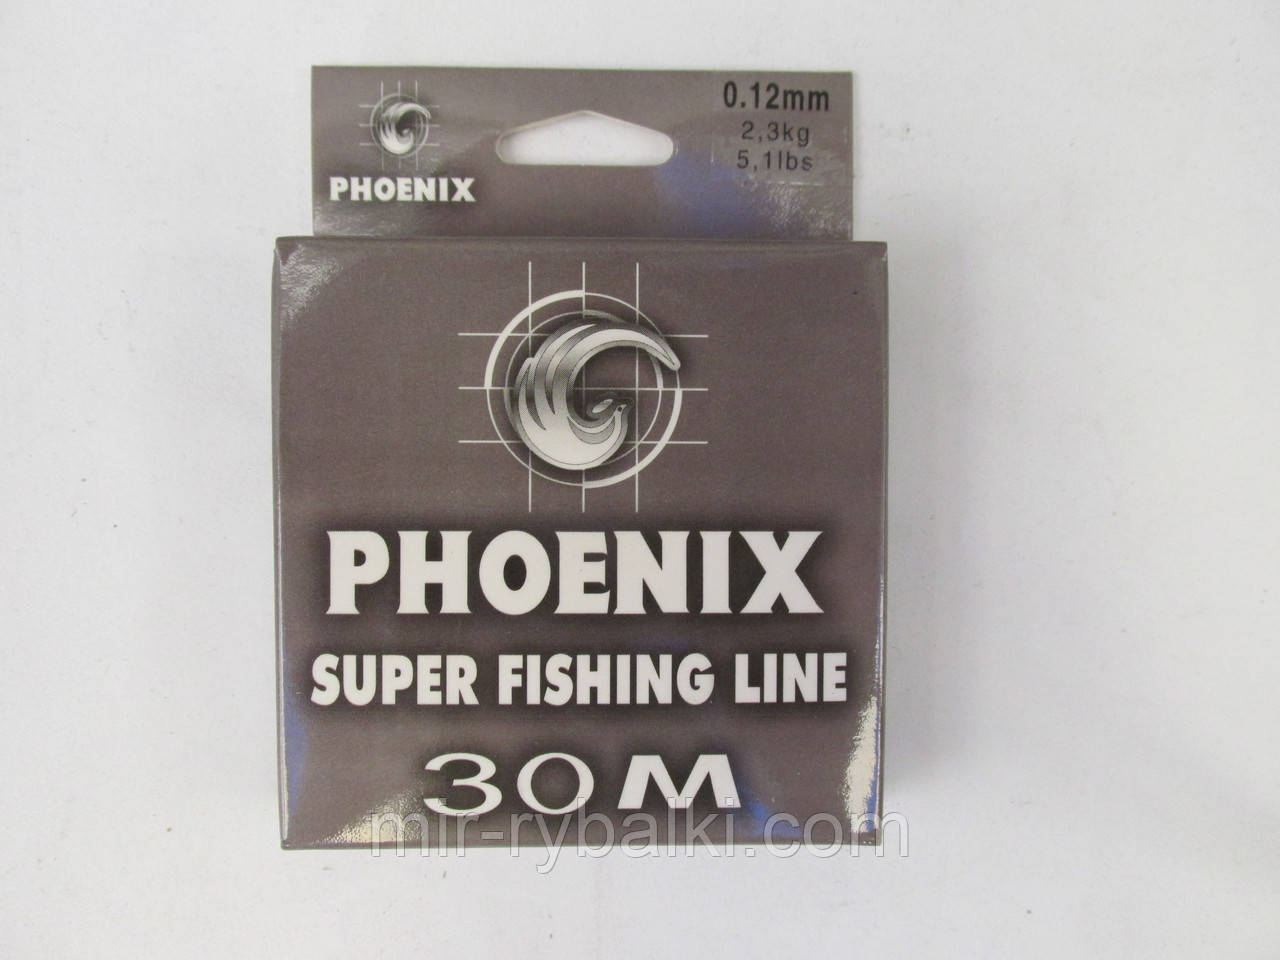 PHOENIX
0.12mm
2,3kg
5,1lbs
PHOENIX
SUPER FISHING LINE
30M
mir-rybalki.com